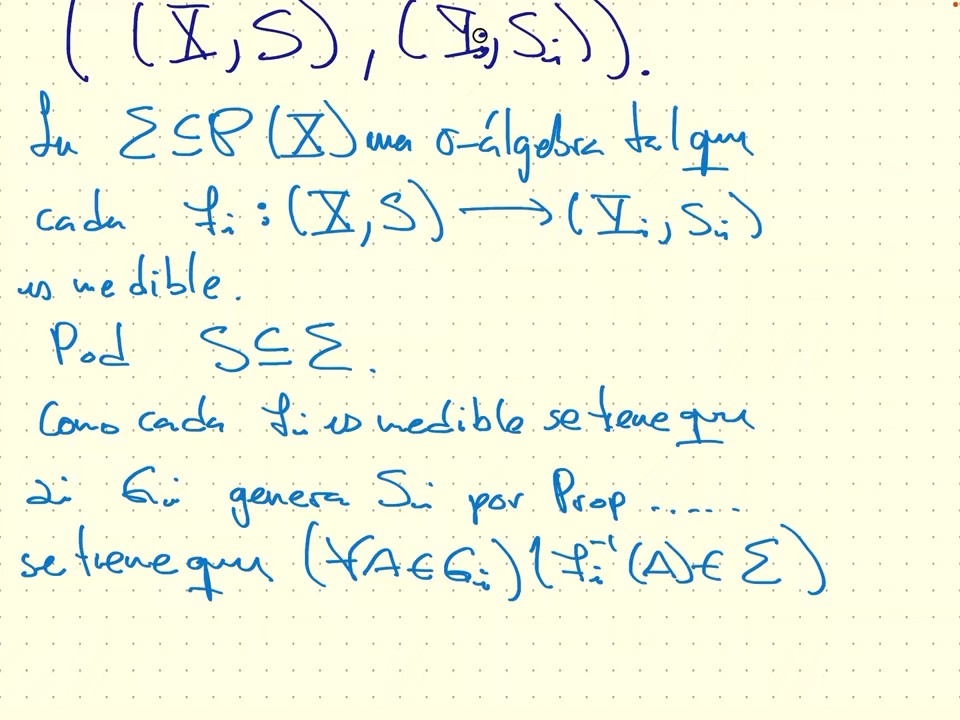 ( (X, S), (Y_i, S_i) ).
Sea Σ ⊆ P(X) una σ-álgebra tal que
cada f_i : (X, S) → (Y_i, S_i)
es medible.
Pod S ⊆ Σ.
Como cada f_i es medible se tiene que
si G_i genera S_i por Prop ......
se tiene que (∀A ∈ G_i) (f_i^{-1}(A) ∈ Σ)